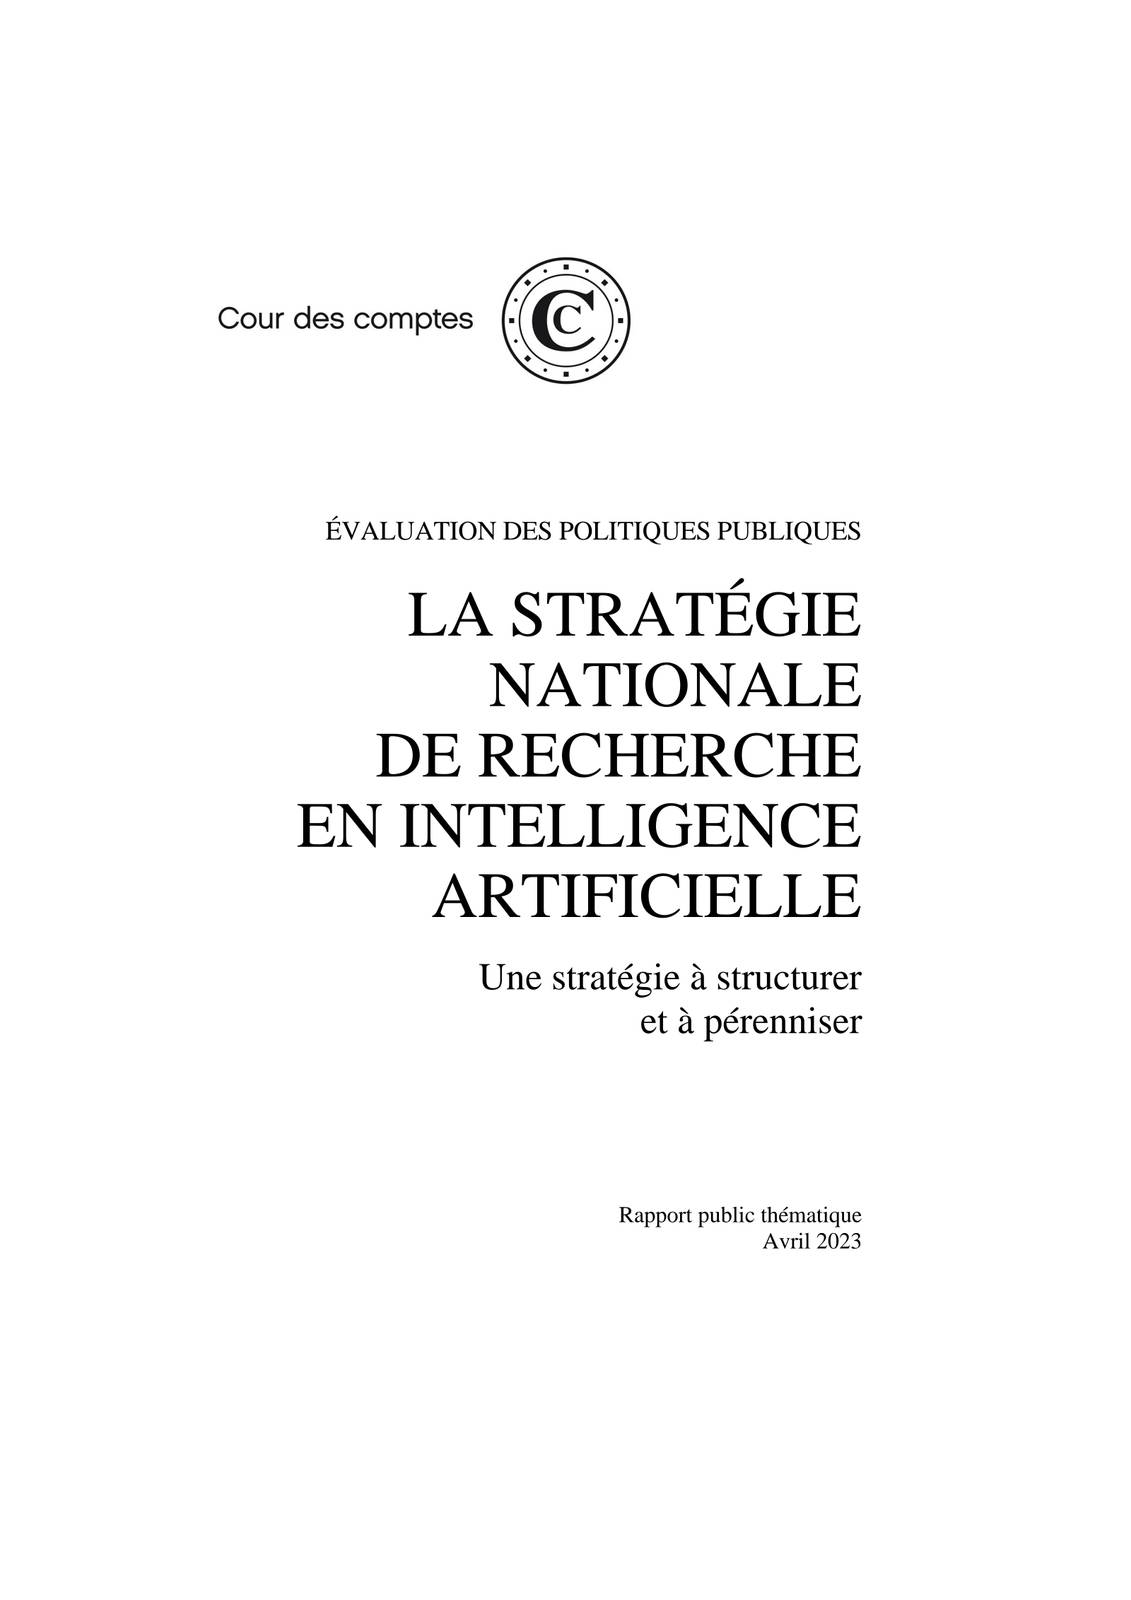 Cour des comptes
CC
ÉVALUATION DES POLITIQUES PUBLIQUES
LA STRATÉGIE
NATIONALE
DE RECHERCHE
EN INTELLIGENCE
ARTIFICIELLE
Une stratégie à structurer
et à pérenniser
Rapport public thématique
Avril 2023